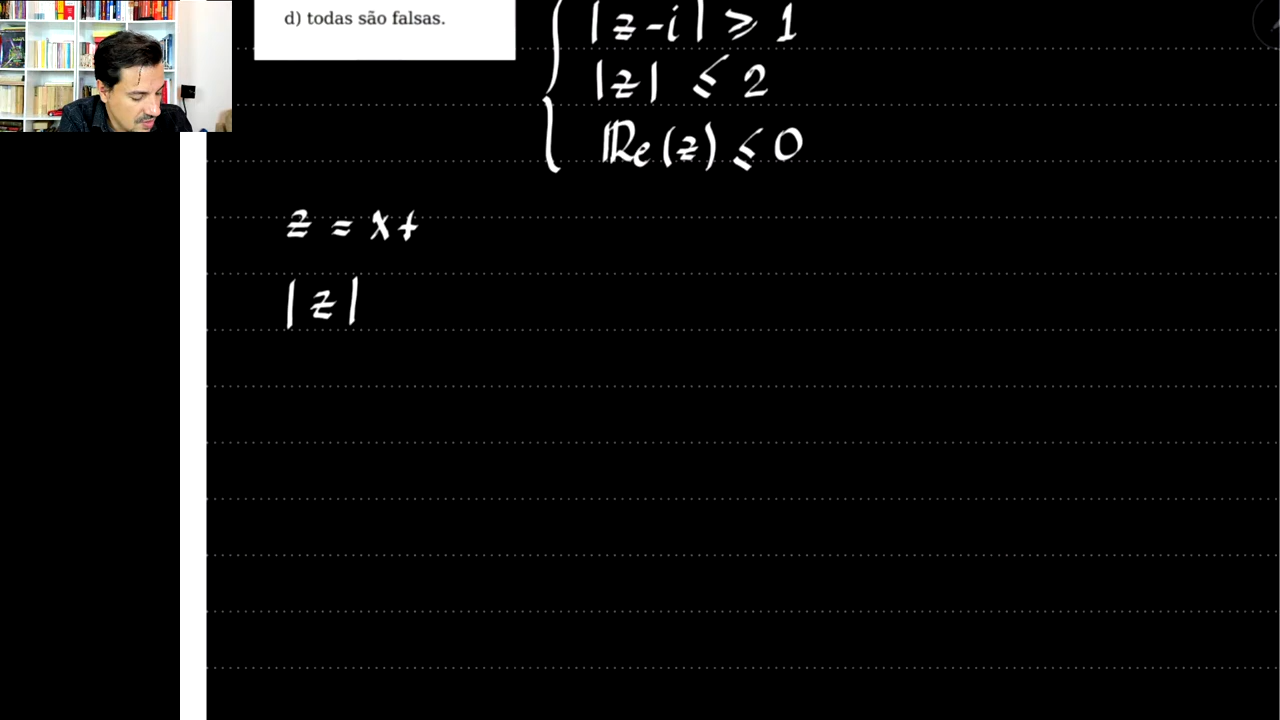 d) todas são falsas.
|z-i| ⩾ 1
|z| ⩽ 2
Re(z) ⩽ 0
z = x+
|z|